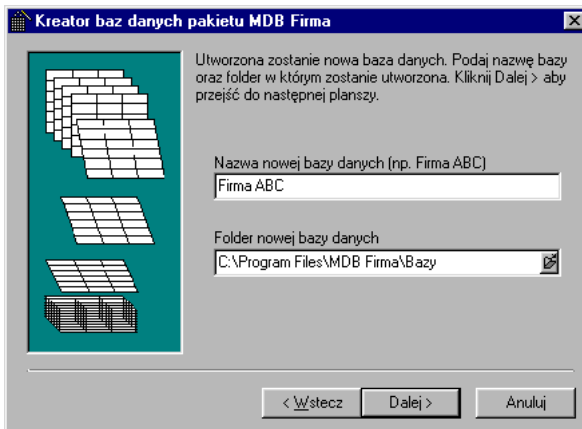 Kreator baz danych pakietu MDB Firma
Utworzona zostanie nowa baza danych. Podaj nazwę bazy
oraz folder w którym zostanie utworzona. Kliknij Dalej > aby
przejść do następnej planszy.
Nazwa nowej bazy danych (np. Firma ABC)
Firma ABC
Folder nowej bazy danych
C:\Program Files\MDB Firma\Bazy
< Wstecz
Dalej >
Anuluj